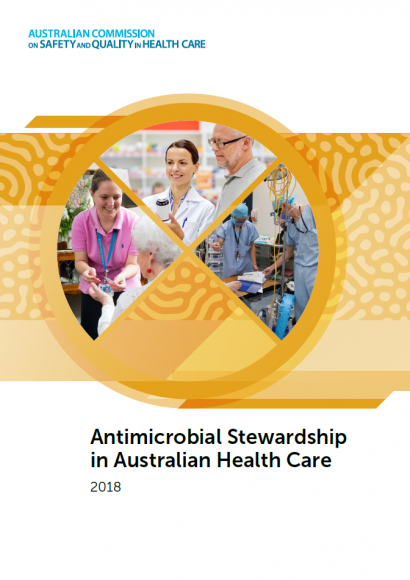 AUSTRALIAN COMMISSION
ON SAFETY AND QUALITY IN HEALTH CARE
Antimicrobial Stewardship
in Australian Health Care
2018